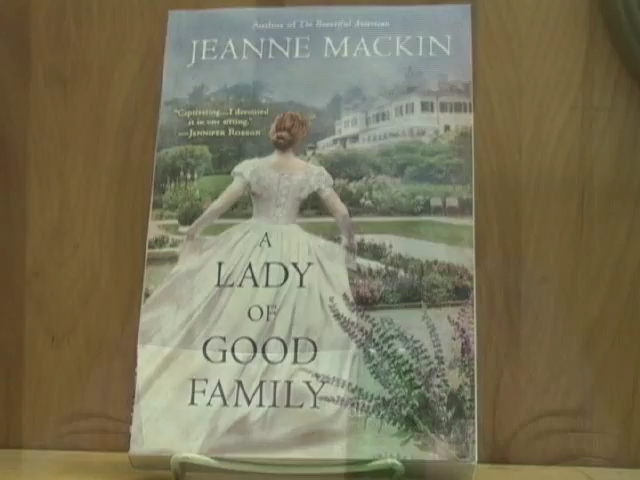 Author of The Beautiful American
JEANNE MACKIN
"Captivating...I devoured
it in one sitting."
—JENNIFER ROBSON
A
LADY
OF
GOOD
FAMILY